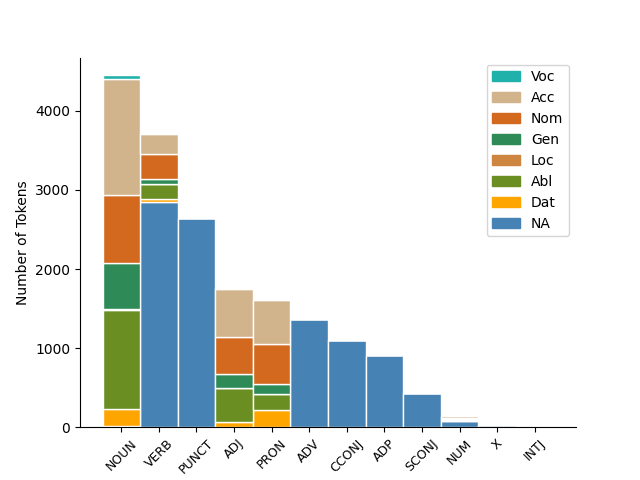 Voc
Acc
Nom
Gen
Loc
Abl
Dat
NA
Number of Tokens
4000
3000
2000
1000
0
NOUN
VERB
PUNCT
ADJ
PRON
ADV
CCONJ
ADP
SCONJ
NUM
X
INTJ